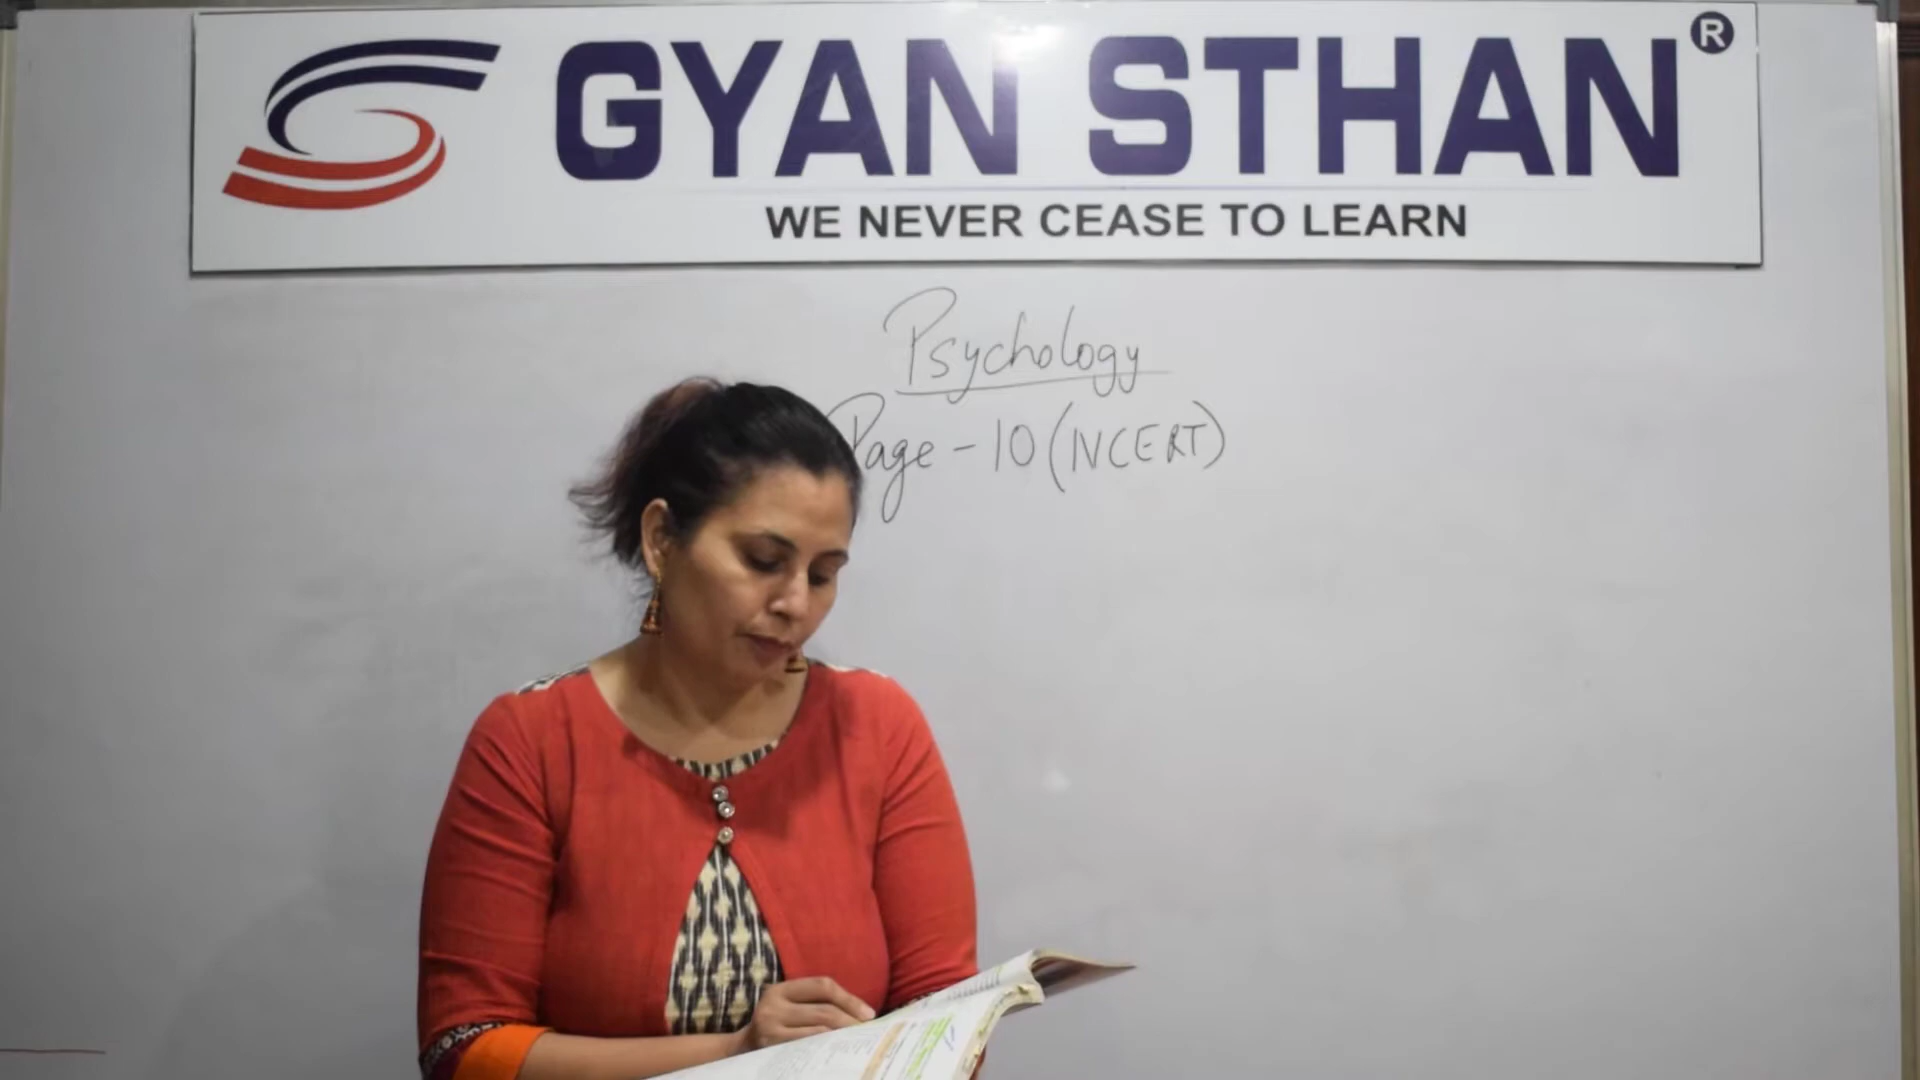 GYAN STHAN ®
WE NEVER CEASE TO LEARN
Psychology
Page - 10 (NCERT)